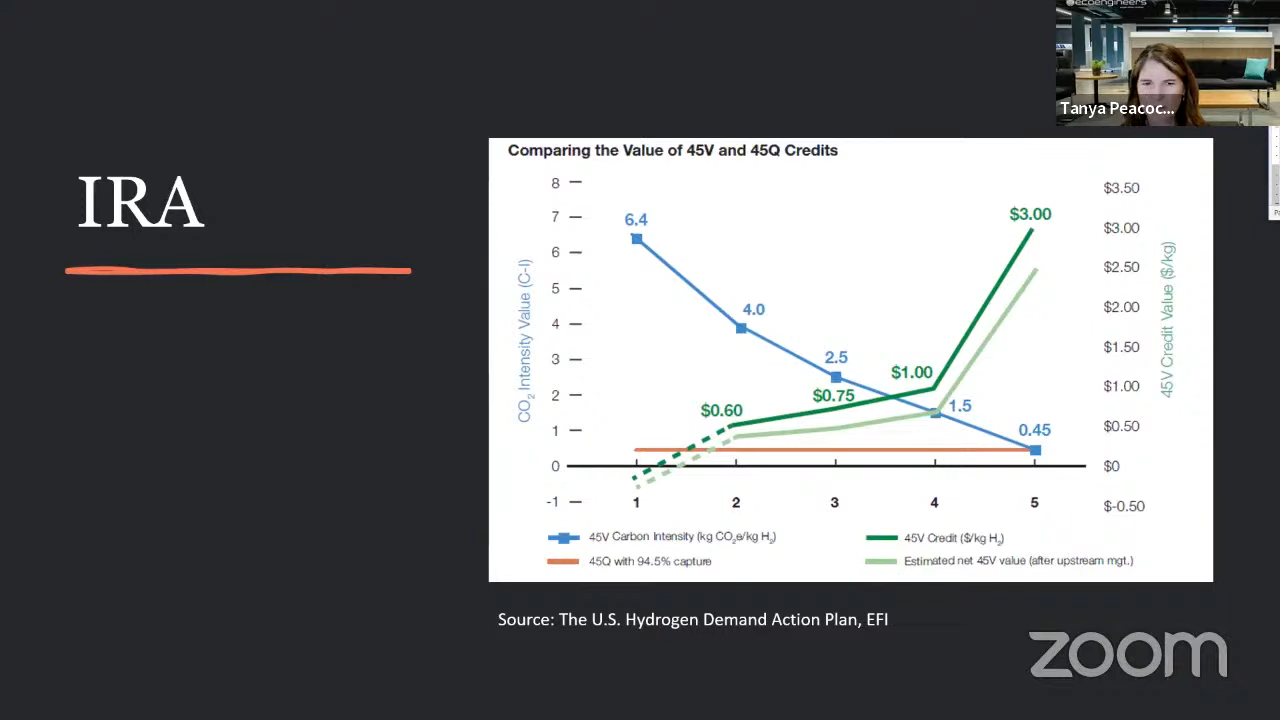 ecoengineers
Tanya Peacoc...
IRA
Comparing the Value of 45V and 45Q Credits
8
7
6
5
4
3
2
1
0
-1
CO2 Intensity Value (C-I)
6.4
4.0
2.5
1.5
0.45
$0.60
$0.75
$1.00
$3.00
$3.50
$3.00
$2.50
$2.00
$1.50
$1.00
$0.50
$0
$-0.50
45V Credit Value ($/kg)
1 2 3 4 5
45V Carbon Intensity (kg CO2e/kg H2)
45V Credit ($/kg H2)
45Q with 94.5% capture
Estimated net 45V value (after upstream mgt.)
Source: The U.S. Hydrogen Demand Action Plan, EFI
zoom